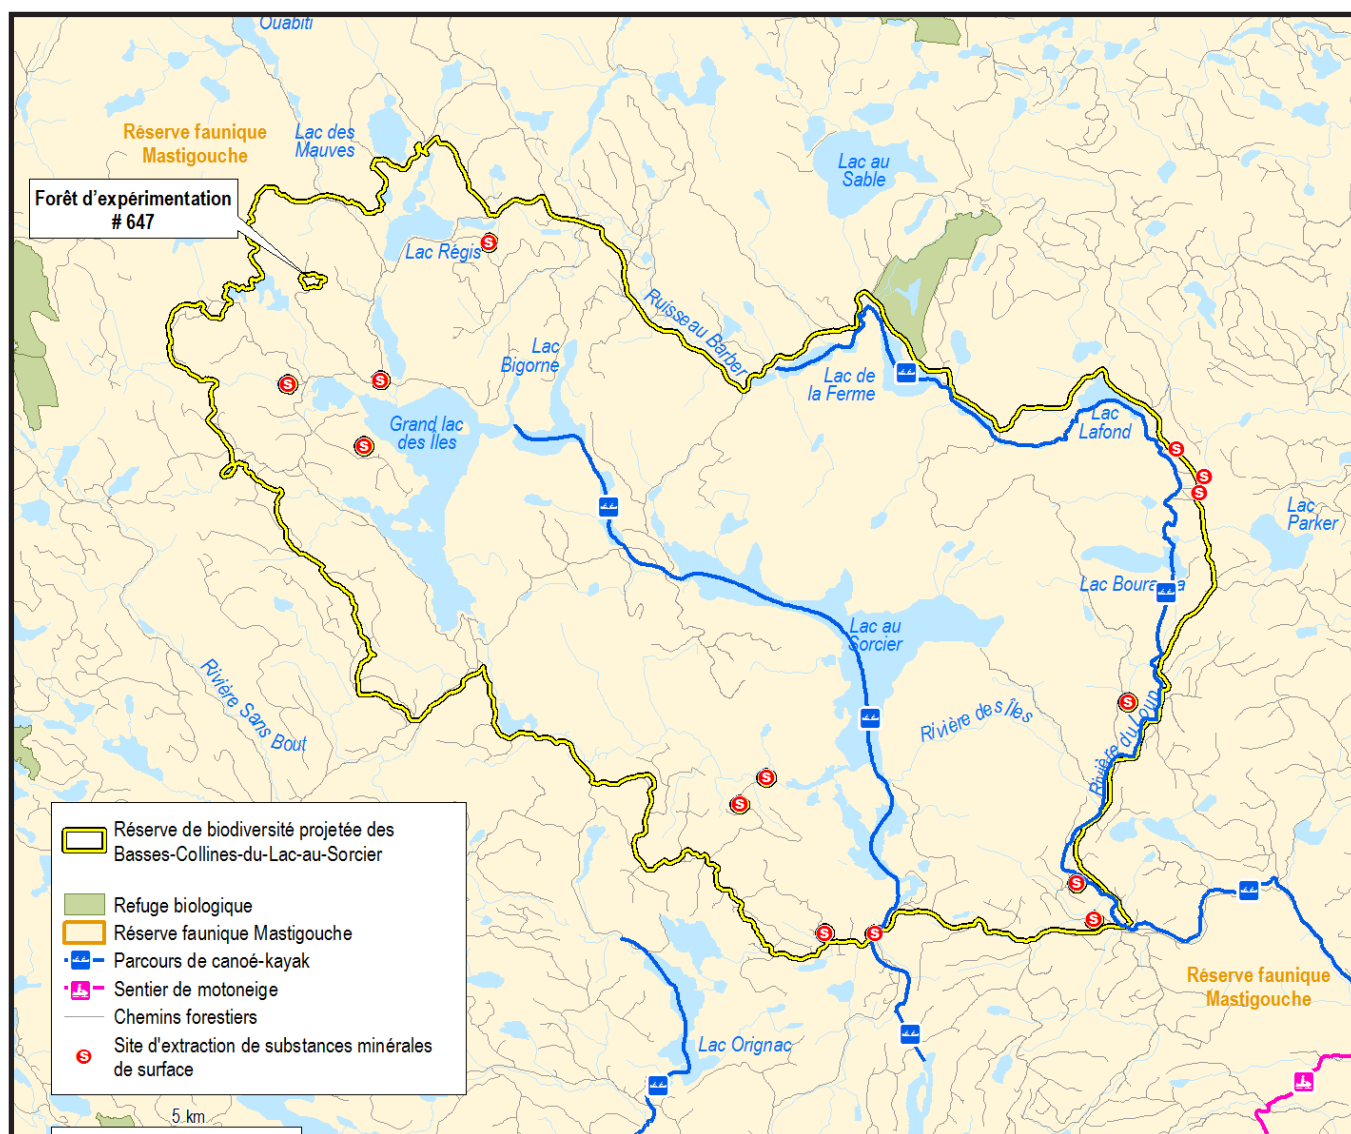 Ouabiti
Réserve faunique
Mastigouche
Lac des
Mauves
Lac au
Sable
Forêt d'expérimentation
# 647
Lac Régis
S
Ruisseau Barber
Lac
Bigorne
Lac de
la Ferme
S
S
Grand lac
des Îles
S
Lac
Lafond
S
S
S
Lac
Parker
Lac Bourassa
Lac au
Sorcier
Rivière Sans Bout
Rivière des Îles
S
Rivière du Loup
S
S
Réserve de biodiversité projetée des
Basses-Collines-du-Lac-au-Sorcier
Refuge biologique
Réserve faunique Mastigouche
Parcours de canoé-kayak
Sentier de motoneige
Chemins forestiers
S
Site d'extraction de substances minérales
de surface
S
S
S
S
Réserve faunique
Mastigouche
Lac Orignac
5 km